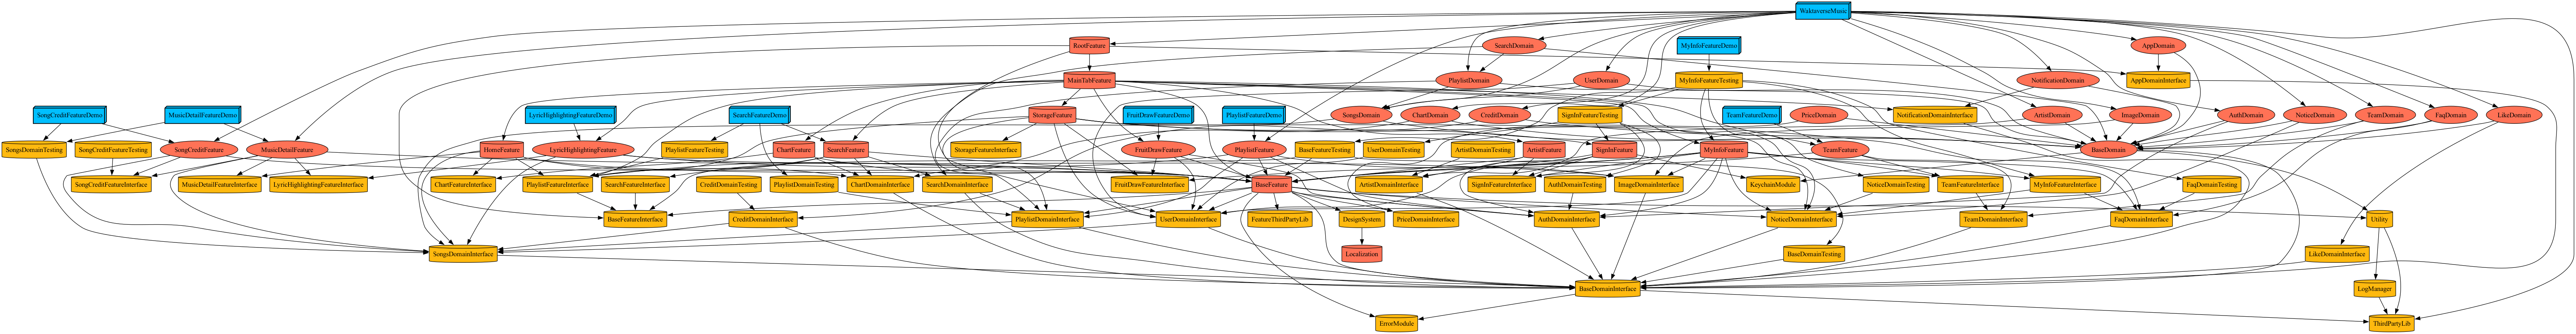 WaktaverseMusic
RootFeature
SearchDomain
MyInfoFeatureDemo
AppDomain
MainTabFeature
PlaylistDomain
UserDomain
MyInfoFeatureTesting
NotificationDomain
AppDomainInterface
SongCreditFeatureDemo
MusicDetailFeatureDemo
LyricHighlightingFeatureDemo
SearchFeatureDemo
StorageFeature
FruitDrawFeatureDemo
PlaylistFeatureDemo
SongsDomain
ChartDomain
CreditDomain
SignInFeatureTesting
TeamFeatureDemo
PriceDomain
NotificationDomainInterface
ArtistDomain
ImageDomain
AuthDomain
NoticeDomain
TeamDomain
FaqDomain
LikeDomain
SongsDomainTesting
SongCreditFeatureTesting
SongCreditFeature
MusicDetailFeature
HomeFeature
LyricHighlightingFeature
PlaylistFeatureTesting
ChartFeature
SearchFeature
StorageFeatureInterface
FruitDrawFeature
PlaylistFeature
BaseFeatureTesting
UserDomainTesting
ArtistDomainTesting
ArtistFeature
SignInFeature
MyInfoFeature
TeamFeature
BaseDomain
SongCreditFeatureInterface
MusicDetailFeatureInterface
LyricHighlightingFeatureInterface
ChartFeatureInterface
PlaylistFeatureInterface
SearchFeatureInterface
CreditDomainTesting
PlaylistDomainTesting
ChartDomainInterface
SearchDomainInterface
FruitDrawFeatureInterface
BaseFeature
ArtistDomainInterface
SignInFeatureInterface
AuthDomainTesting
ImageDomainInterface
KeychainModule
NoticeDomainTesting
TeamFeatureInterface
MyInfoFeatureInterface
FaqDomainTesting
BaseFeatureInterface
CreditDomainInterface
PlaylistDomainInterface
UserDomainInterface
FeatureThirdPartyLib
DesignSystem
PriceDomainInterface
AuthDomainInterface
NoticeDomainInterface
TeamDomainInterface
FaqDomainInterface
Utility
SongsDomainInterface
Localization
BaseDomainTesting
LikeDomainInterface
BaseDomainInterface
LogManager
ErrorModule
ThirdPartyLib